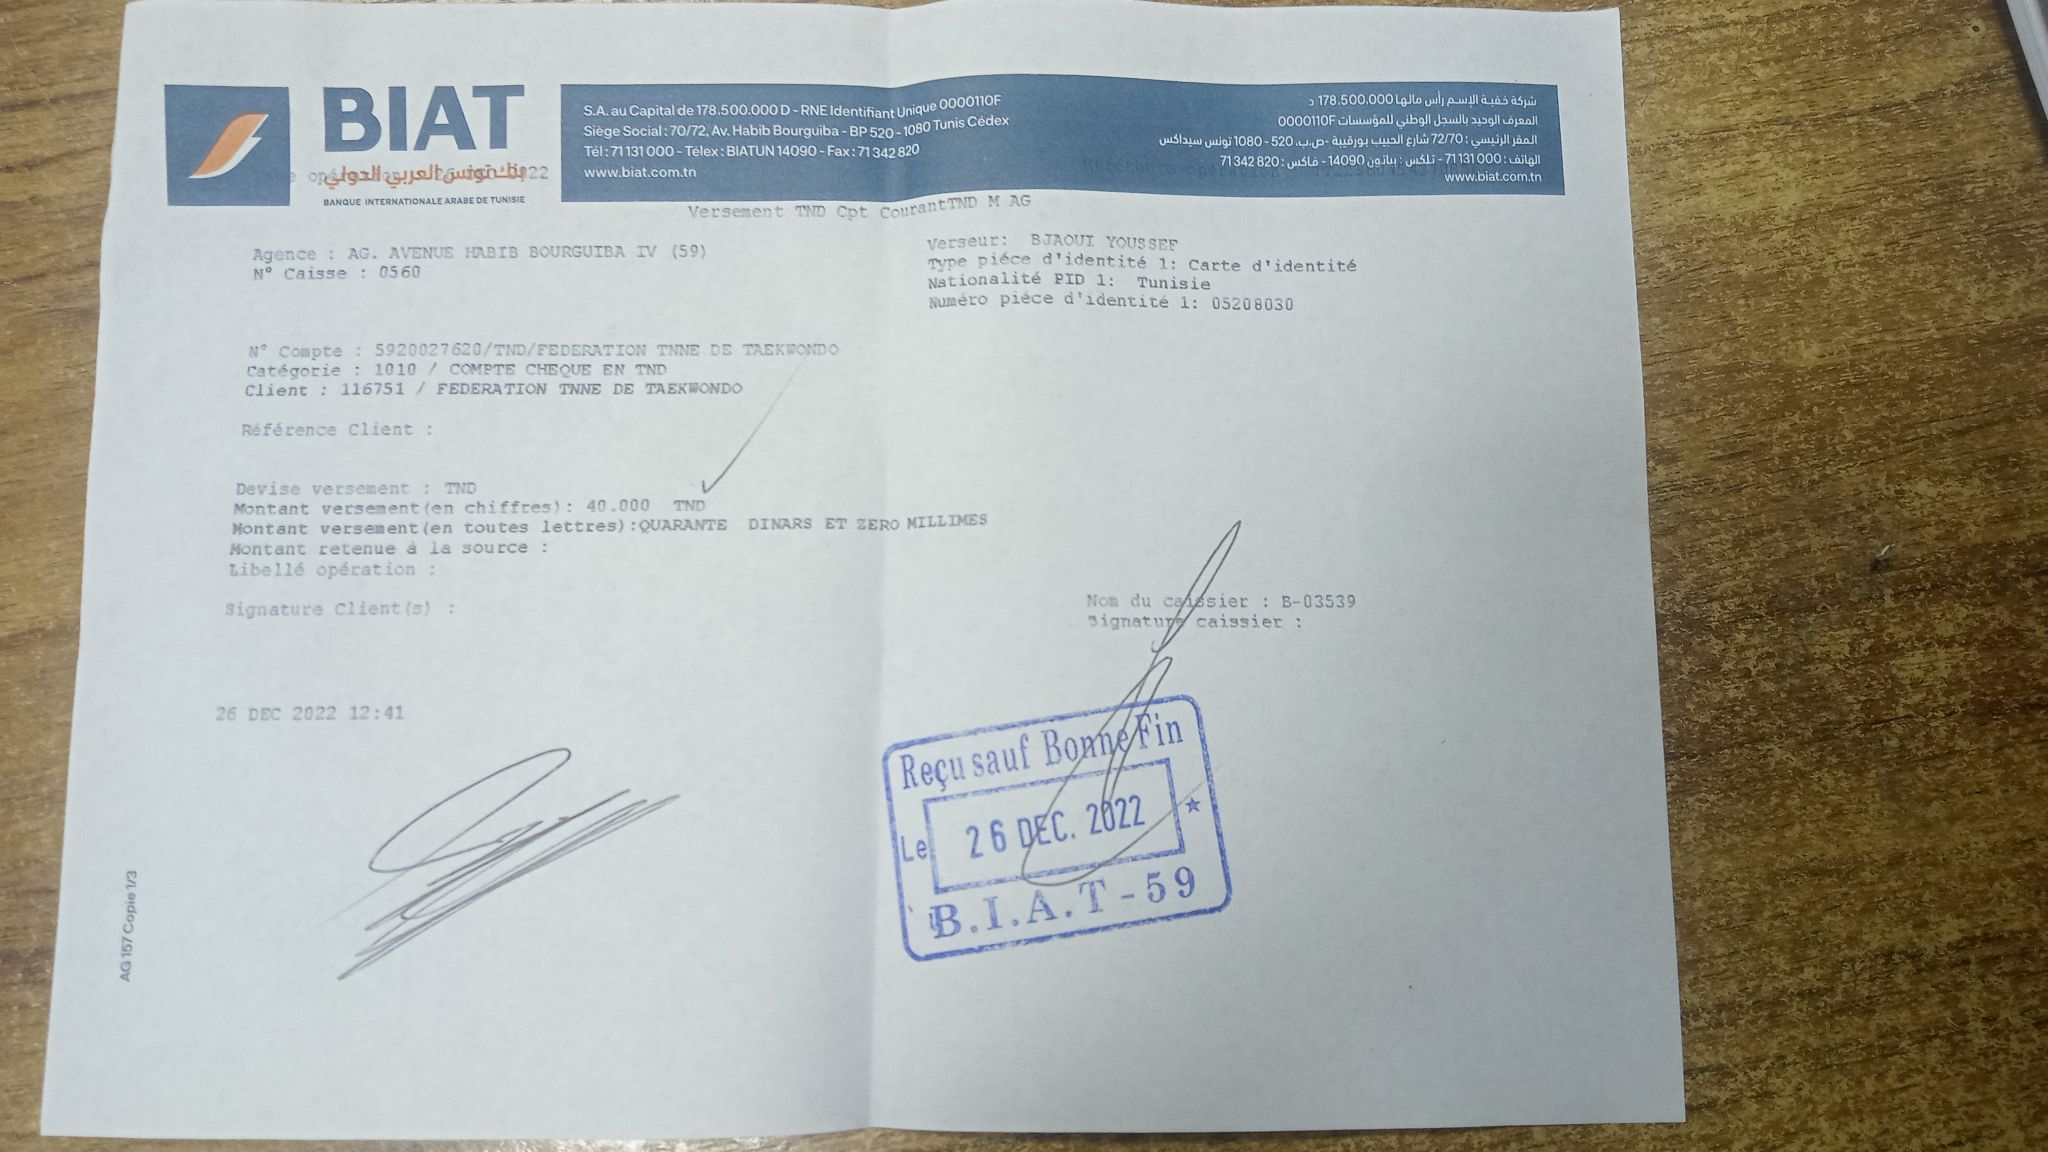 BIAT
بنك تونس العربي الدولي
BANQUE INTERNATIONALE ARABE DE TUNISIE
S.A. au Capital de 178.500.000 D - RNE Identifiant Unique 0000110F
Siège Social : 70/72, Av. Habib Bourguiba - BP 520 - 1080 Tunis Cédex
Tél : 71 131 000 - Télex : BIATUN 14090 - Fax : 71 342 820
www.biat.com.tn
شركة خفية الإسم رأس مالها 178.500.000 د
المعرف الوحيد بالسجل الوطني للمؤسسات 0000110F
المقر الرئيسي : 72/70 شارع الحبيب بورقيبة -ص.ب. 520 - 1080 تونس سيداكس
الهاتف : 71131 000 - تلكس : بياتون 14090 - فاكس : 71 342 820
www.biat.com.tn
Versement TND Cpt CourantTND M AG
Agence : AG. AVENUE HABIB BOURGUIBA IV (59)
N° Caisse : 0560
Verseur: BJAOUI YOUSSEF
Type piéce d'identité 1: Carte d'identité
Nationalité PID 1: Tunisie
Numéro piéce d'identité 1: 05208030
N° Compte : 5920027620/TND/FEDERATION TNNE DE TAEKWONDO
Catégorie : 1010 / COMPTE CHEQUE EN TND
Client : 116751 / FEDERATION TNNE DE TAEKWONDO
Référence Client :
Devise versement : TND
Montant versement(en chiffres): 40.000 TND
Montant versement(en toutes lettres):QUARANTE DINARS ET ZERO MILLIMES
Montant retenue à la source :
Libellé opération :
Signature Client(s) :
Nom du caissier : B-03539
Signature caissier :
26 DEC 2022 12:41
Reçu sauf Bonne Fin
Le 26 DEC. 2022
B.I.A.T - 59
AG 157 Copie 1/3